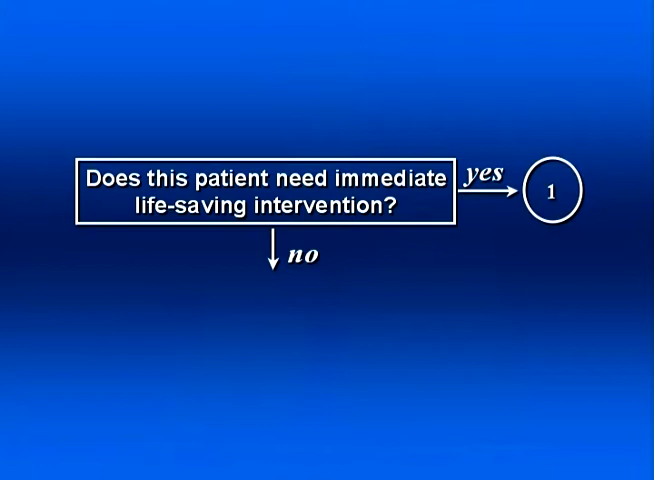 Does this patient need immediate
life-saving intervention?
yes
1
no